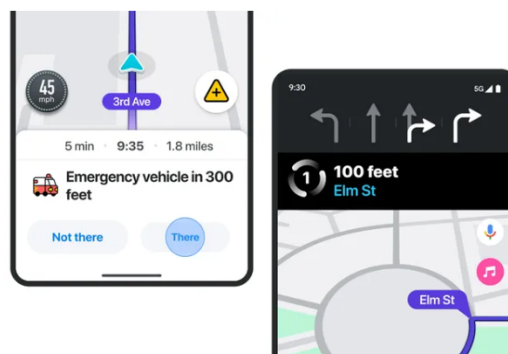 45
mph
3rd Ave
5 min · 9:35 · 1.8 miles
Emergency vehicle in 300
feet
Not there
There
9:30
5G
1
100 feet
Elm St
Elm St